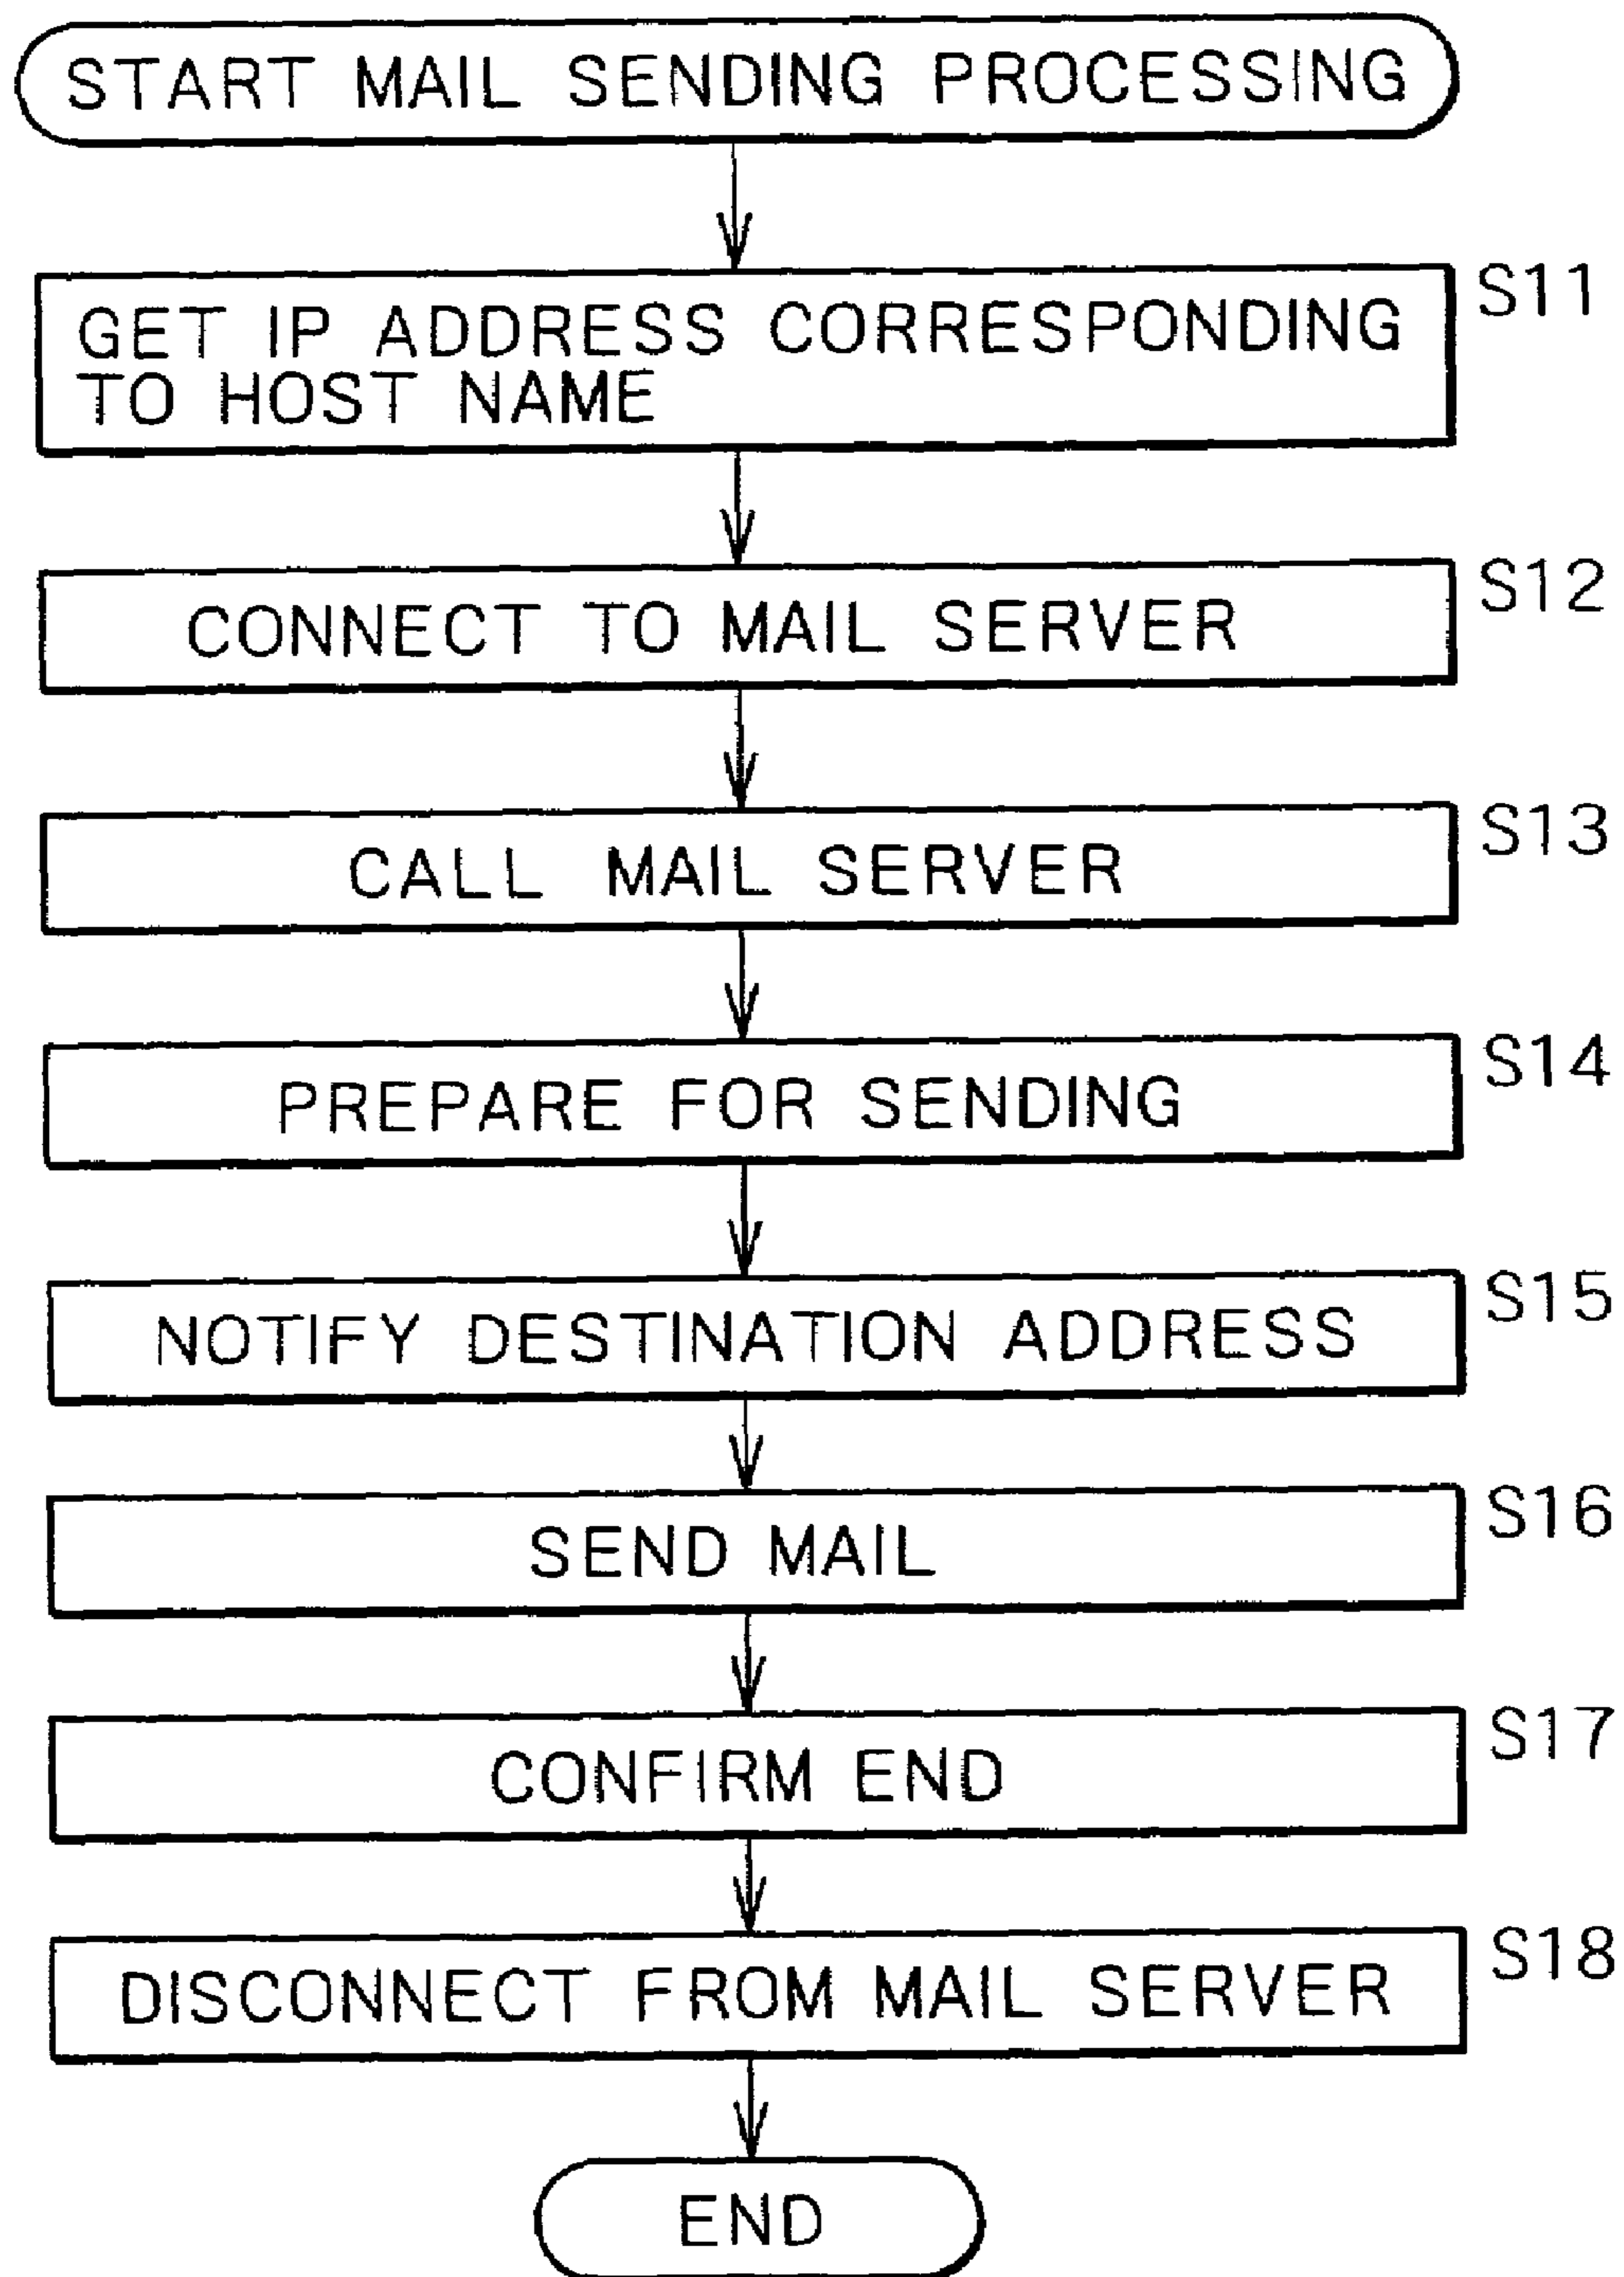 START MAIL SENDING PROCESSING
S11
GET IP ADDRESS CORRESPONDING
TO HOST NAME
S12
CONNECT TO MAIL SERVER
S13
CALL MAIL SERVER
S14
PREPARE FOR SENDING
S15
NOTIFY DESTINATION ADDRESS
S16
SEND MAIL
S17
CONFIRM END
S18
DISCONNECT FROM MAIL SERVER
END